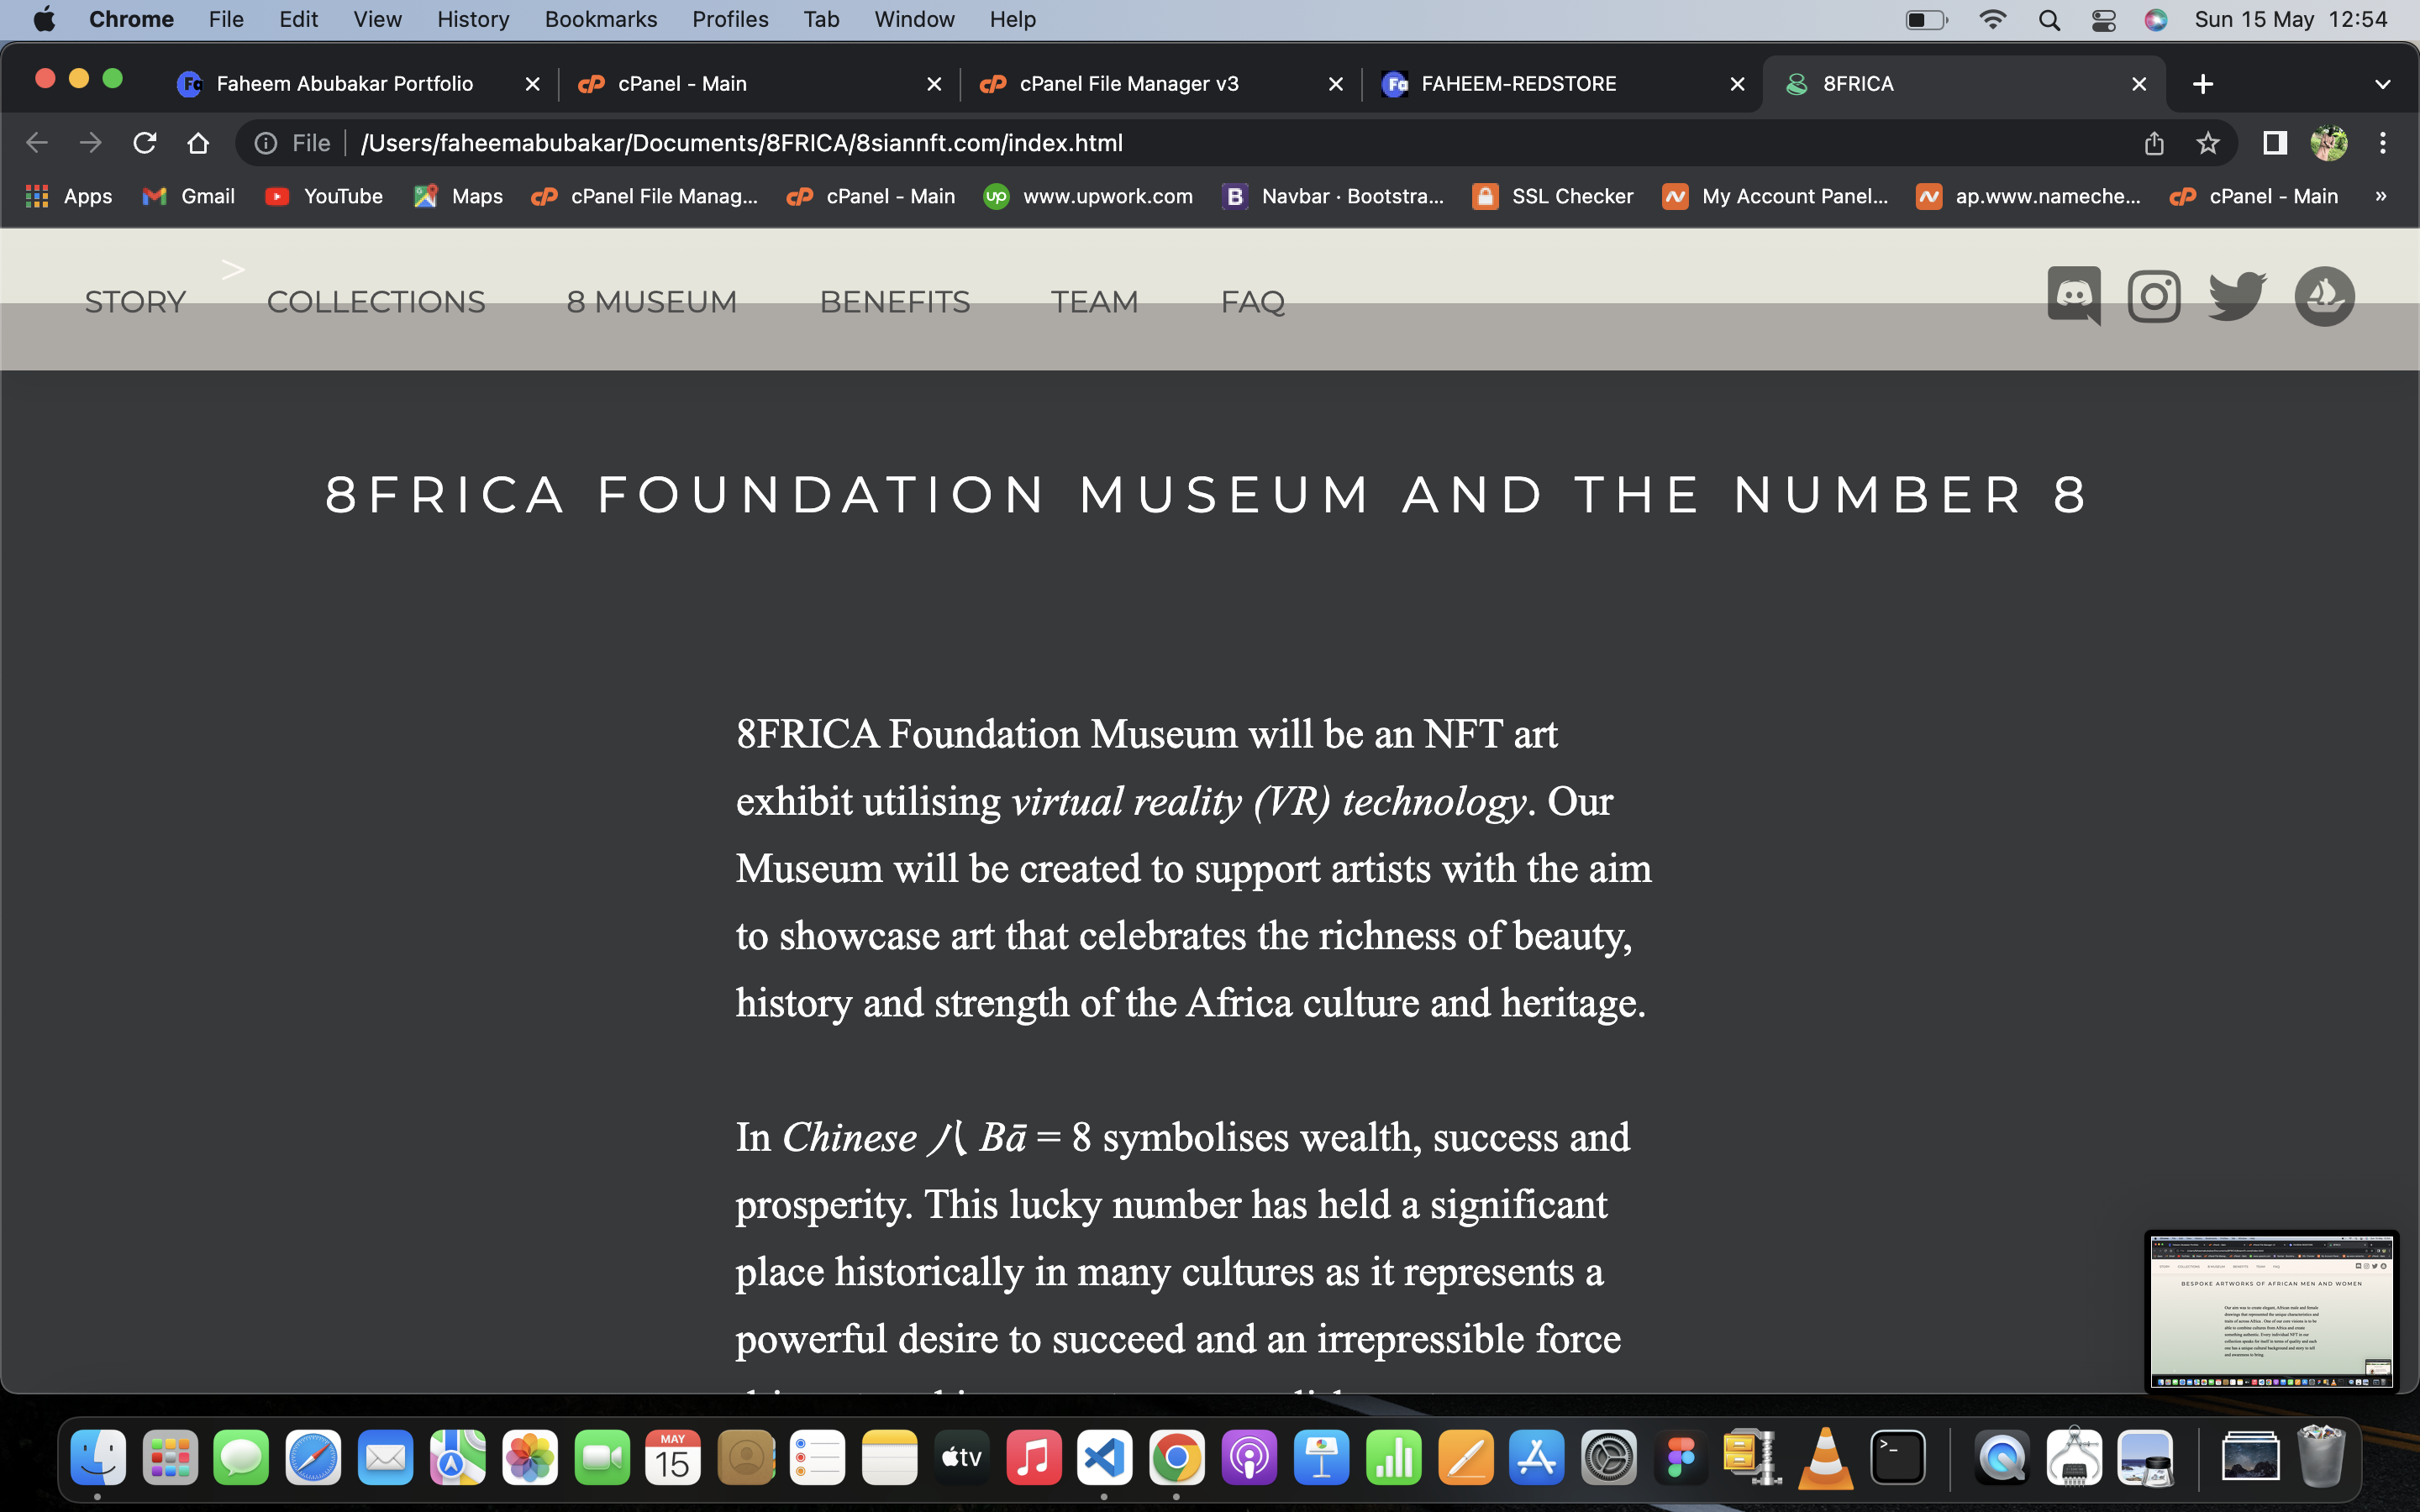 Chrome File Edit View History Bookmarks Profiles Tab Window Help Sun 15 May 12:54
Faheem Abubakar Portfolio cPanel - Main cPanel File Manager v3 FAHEEM-REDSTORE 8FRICA
File /Users/faheemabubakar/Documents/8FRICA/8siannft.com/index.html
Apps Gmail YouTube Maps cPanel File Manag... cPanel - Main www.upwork.com Navbar · Bootstra... SSL Checker My Account Panel... ap.www.nameche... cPanel - Main »
>
STORY COLLECTIONS 8 MUSEUM BENEFITS TEAM FAQ
8FRICA FOUNDATION MUSEUM AND THE NUMBER 8
8FRICA Foundation Museum will be an NFT art
exhibit utilising virtual reality (VR) technology. Our
Museum will be created to support artists with the aim
to showcase art that celebrates the richness of beauty,
history and strength of the Africa culture and heritage.
In Chinese 八 Bā = 8 symbolises wealth, success and
prosperity. This lucky number has held a significant
place historically in many cultures as it represents a
powerful desire to succeed and an irrepressible force
BESPOKE ARTWORKS OF AFRICAN MEN AND WOMEN
MAY
15
tv